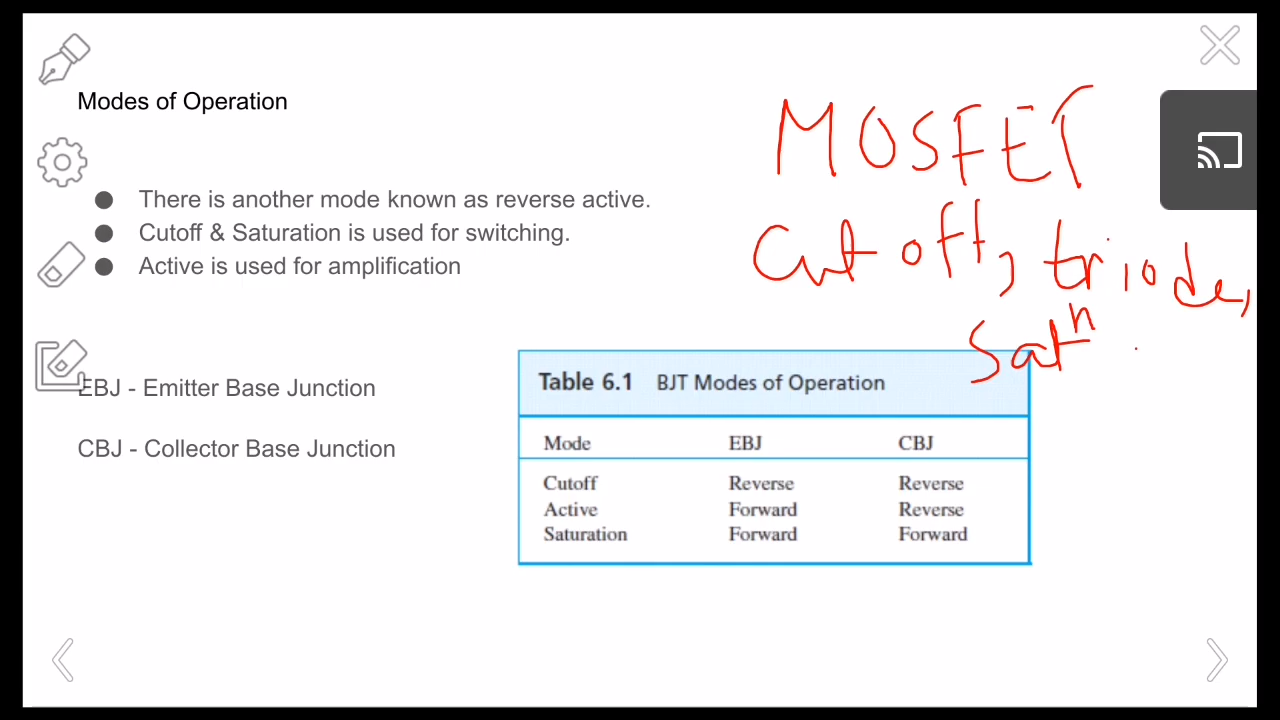 Modes of Operation
● There is another mode known as reverse active.
● Cutoff & Saturation is used for switching.
● Active is used for amplification
EBJ - Emitter Base Junction
CBJ - Collector Base Junction
MOSFET
Cut off, triode,
Satⁿ
Table 6.1 BJT Modes of Operation
Mode EBJ CBJ
Cutoff Reverse Reverse
Active Forward Reverse
Saturation Forward Forward